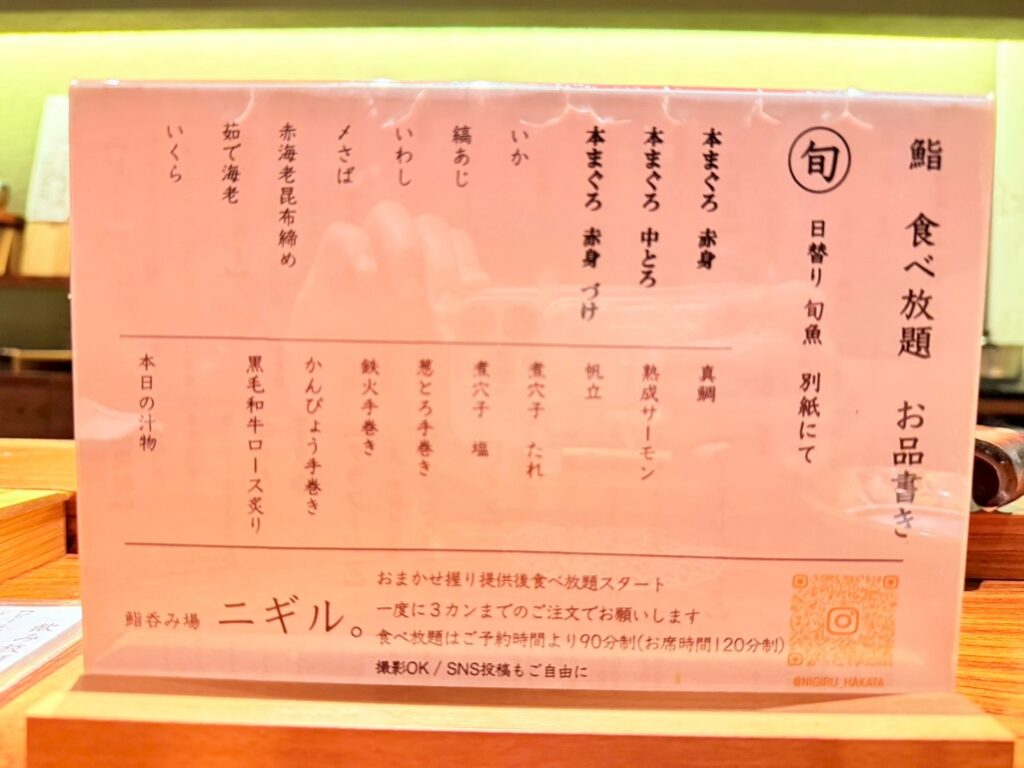 鮨 食べ放題 お品書き
旬 日替り 旬魚 別紙にて
本まぐろ 赤身
本まぐろ 中とろ
本まぐろ 赤身 づけ
いか
縞あじ
いわし
〆さば
赤海老昆布締め
茹で海老
いくら
真鯛
熟成サーモン
帆立
煮穴子 たれ
煮穴子 塩
葱とろ手巻き
鉄火手巻き
かんぴょう手巻き
黒毛和牛ロース炙り
本日の汁物
鮨呑み場 ニギル。
おまかせ握り提供後食べ放題スタート
一度に3カンまでのご注文でお願いします
食べ放題はご予約時間より90分制(お席時間120分制)
撮影OK / SNS投稿もご自由に
@NIGIRU_HAKATA